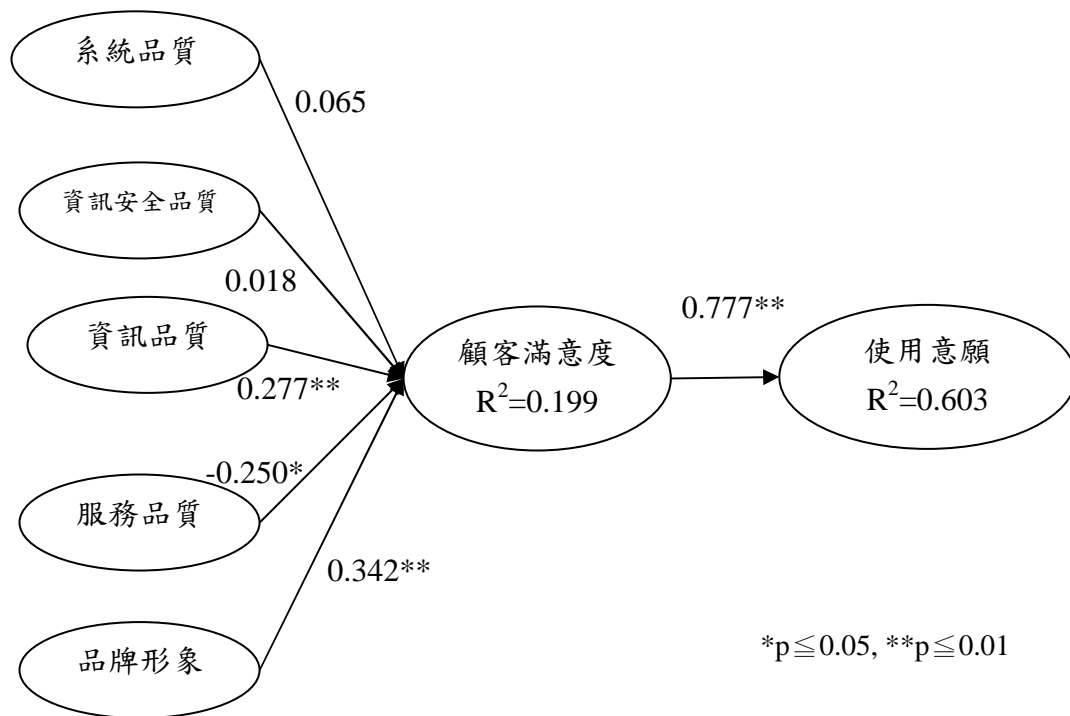 系統品質
0.065
資訊安全品質
0.018
資訊品質
0.277**
服務品質
-0.250*
品牌形象
0.342**
顧客滿意度
R²=0.199
0.777**
使用意願
R²=0.603
*p≦0.05, **p≦0.01